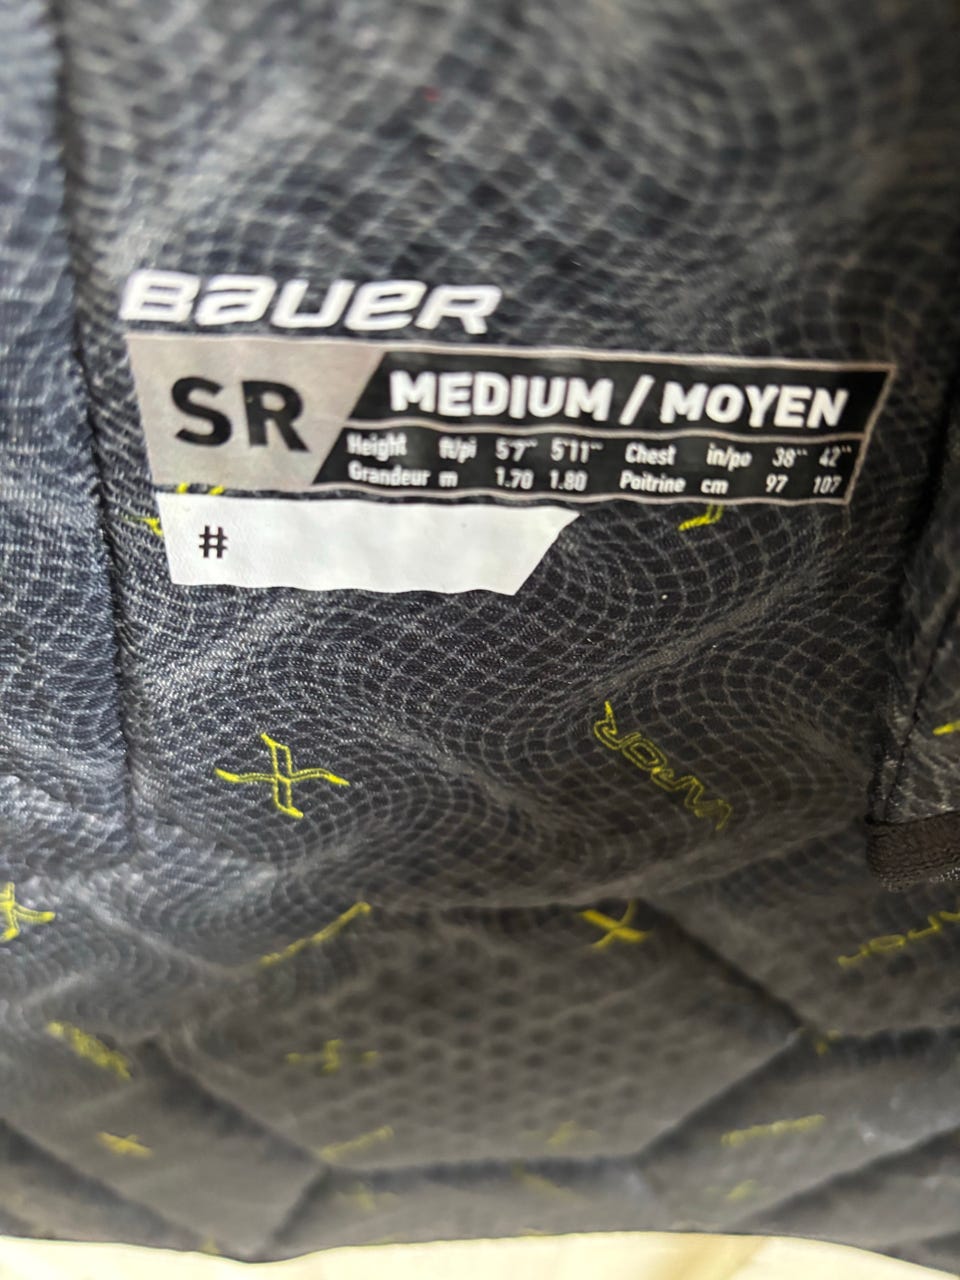 BAUER
SR
MEDIUM / MOYEN
Height ft/pi 5'7" 5'11" Chest in/po 38" 42"
Grandeur m 1.70 1.80 Poitrine cm 97 107
#
X
VAPOR